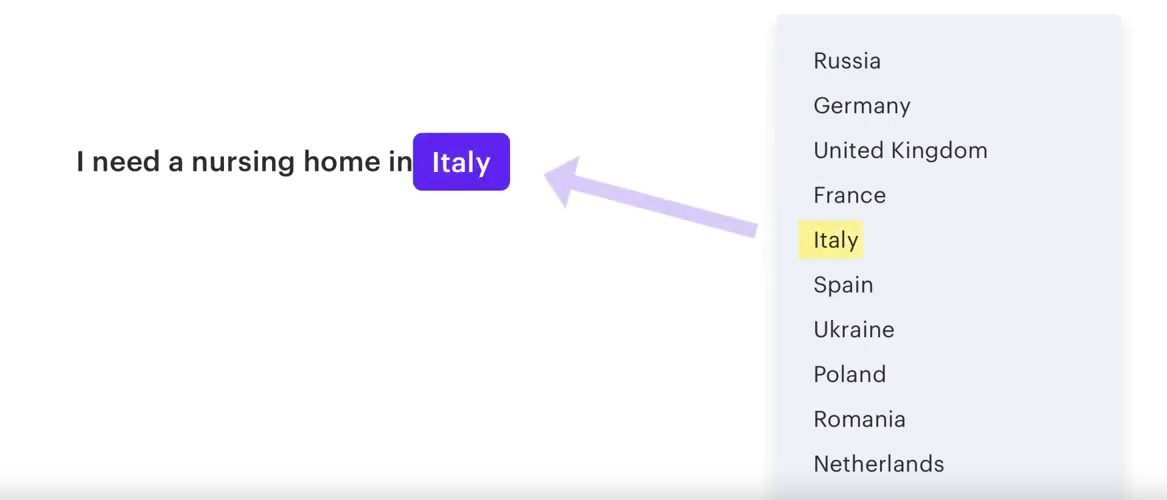 I need a nursing home in Italy
Russia
Germany
United Kingdom
France
Italy
Spain
Ukraine
Poland
Romania
Netherlands